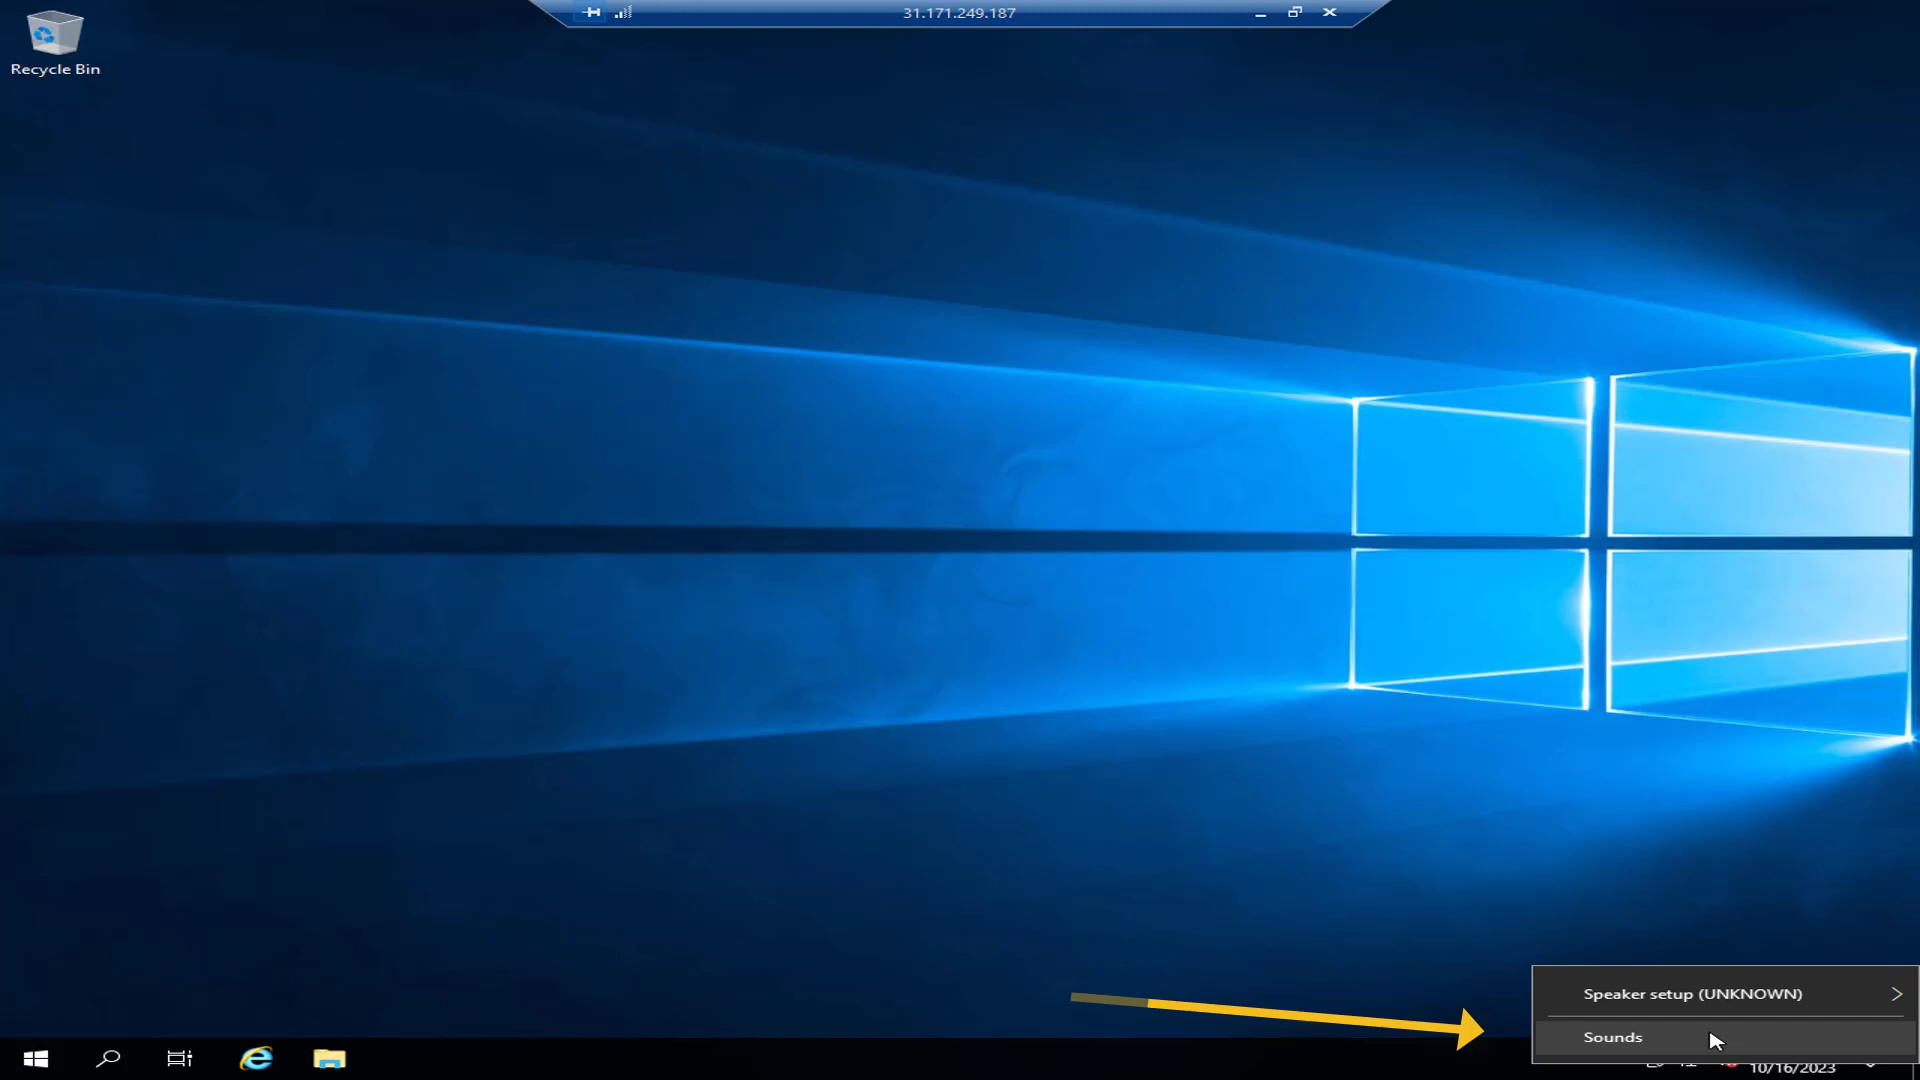 31.171.249.187
Recycle Bin
Speaker setup (UNKNOWN)
Sounds
10/16/2023